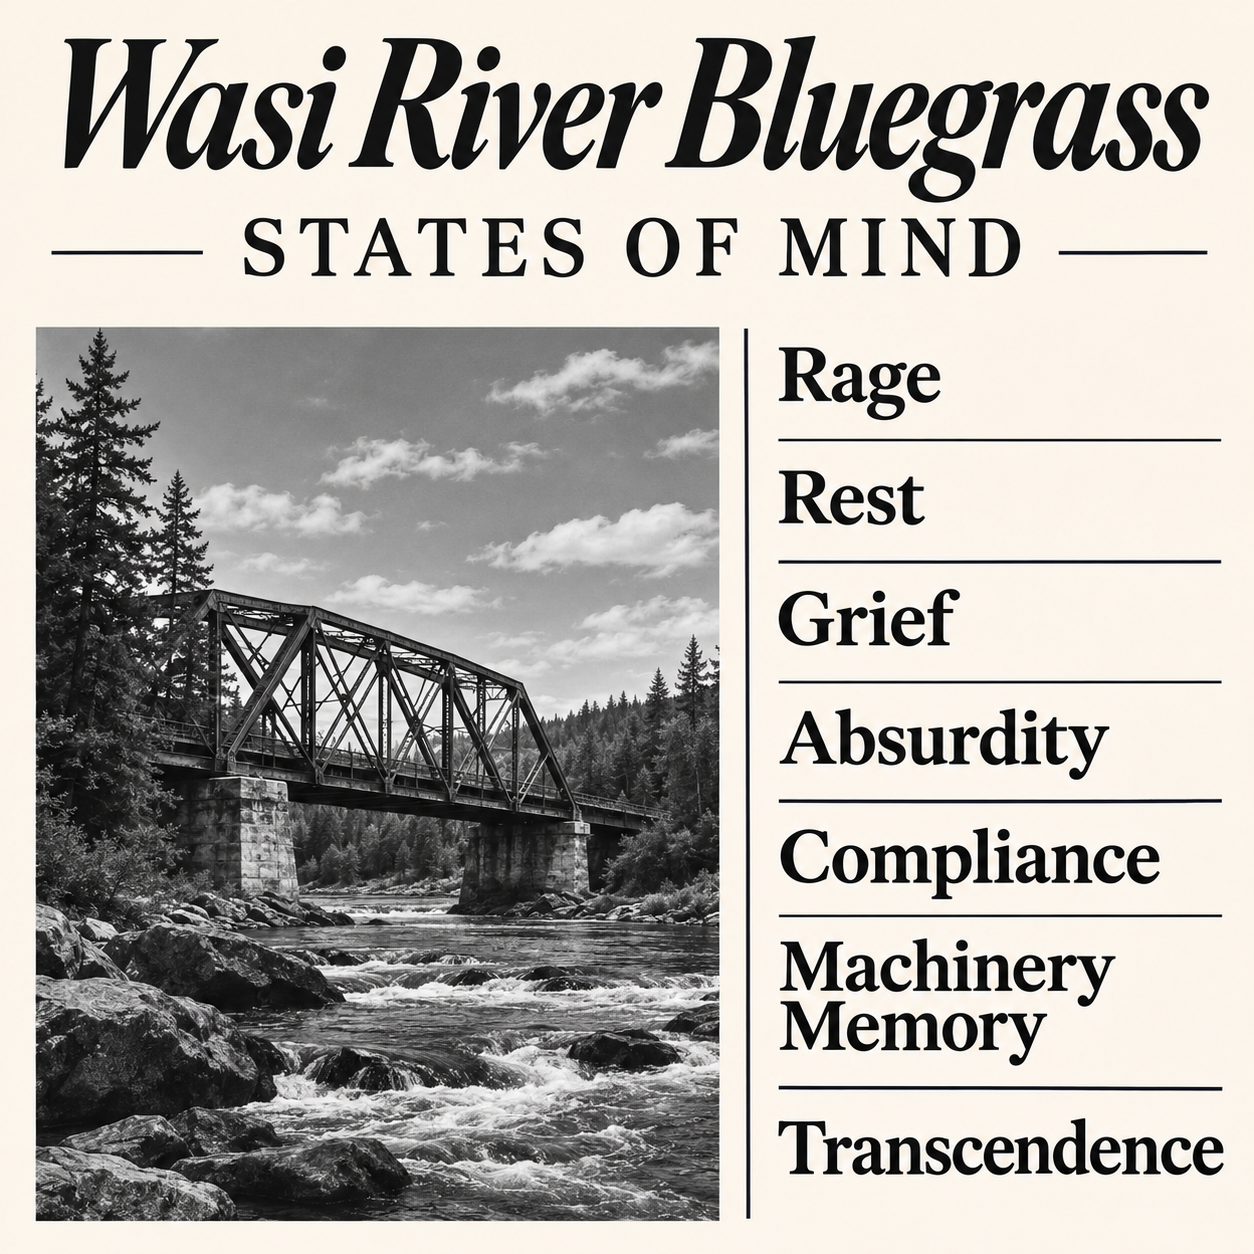 Wasi River Bluegrass
STATES OF MIND
Rage
Rest
Grief
Absurdity
Compliance
Machinery
Memory
Transcendence